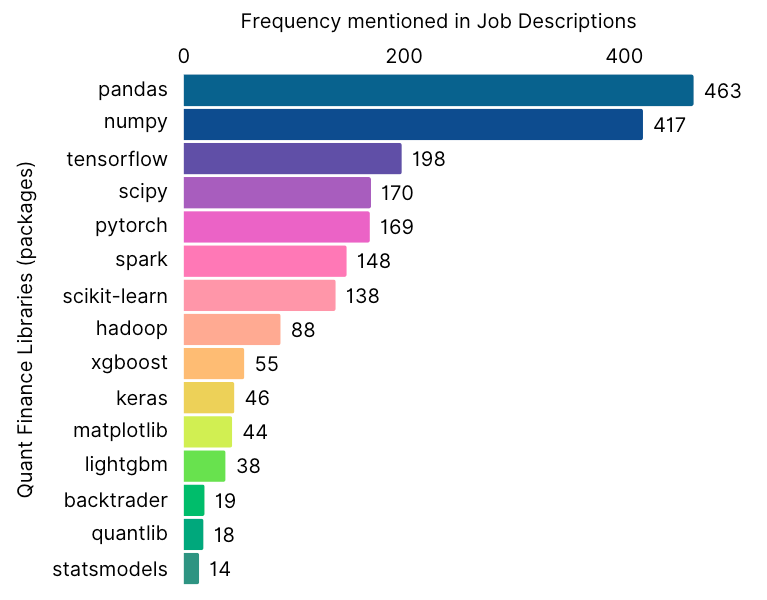 Frequency mentioned in Job Descriptions
0 200 400
Quant Finance Libraries (packages)
pandas 463
numpy 417
tensorflow 198
scipy 170
pytorch 169
spark 148
scikit-learn 138
hadoop 88
xgboost 55
keras 46
matplotlib 44
lightgbm 38
backtrader 19
quantlib 18
statsmodels 14